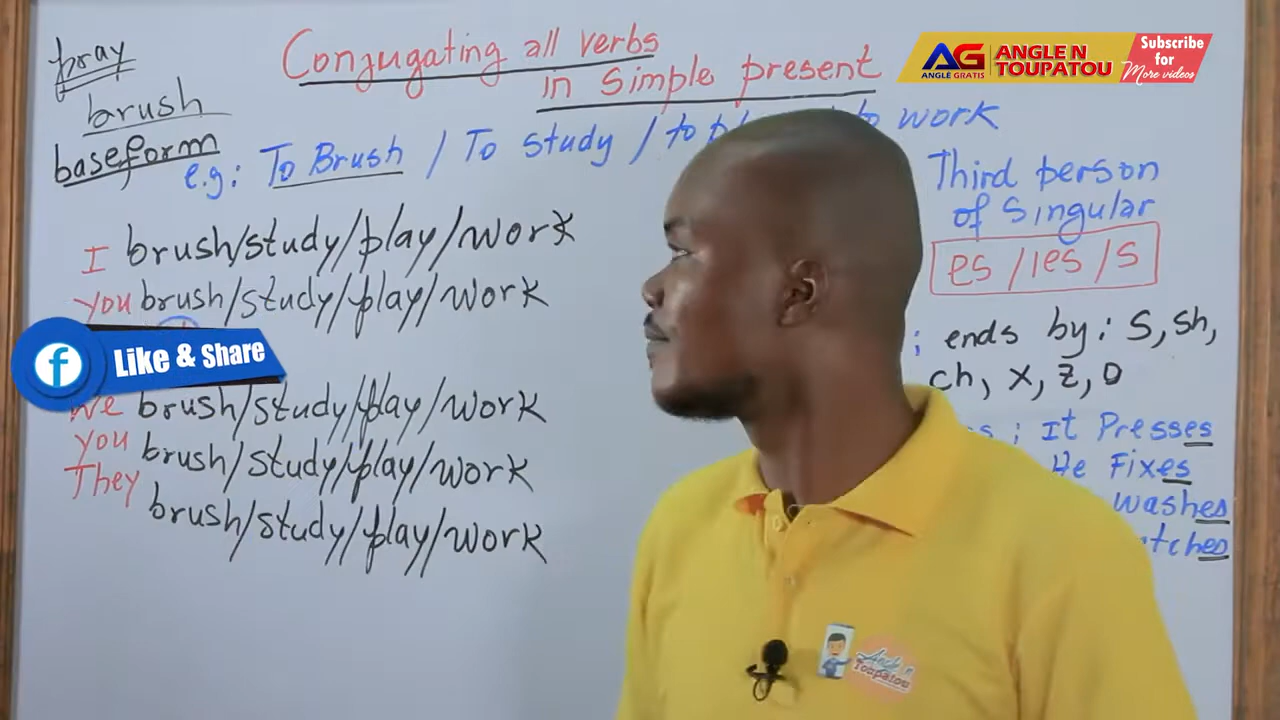 pray
brush
baseform
Conjugating all verbs
in Simple present
e.g: To Brush / To study / to work
I brush/study/play/work
you brush/study/play/work
We brush/study/play/work
you brush/study/play/work
They
brush/study/play/work
Third person
of Singular
es / ies / s
; ends by: S, sh,
ch, x, z, o
; It Presses
He Fixes
washes
AG ANGLE N
ANGLÉ GRATIS TOUPATOU
Subscribe
for
More videos
f Like & Share
Angle n
Toupatou